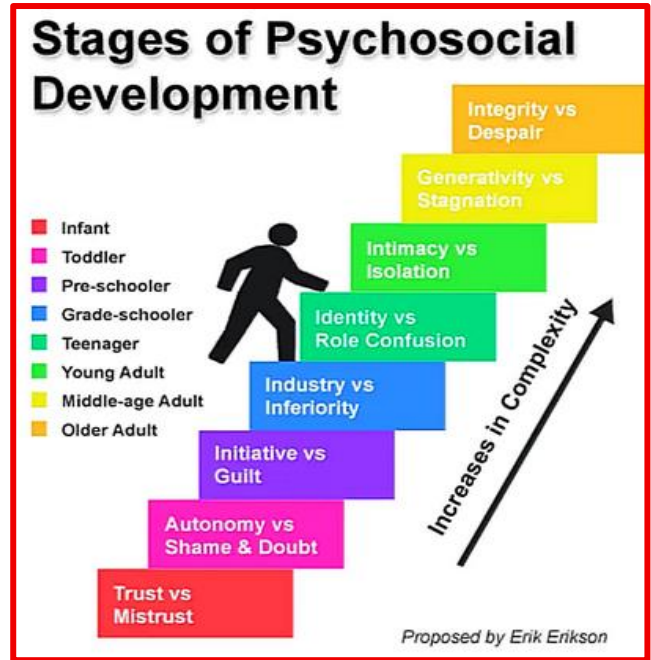 Stages of Psychosocial
Development
Integrity vs
Despair
Generativity vs
Stagnation
Infant
Toddler
Pre-schooler
Grade-schooler
Teenager
Young Adult
Middle-age Adult
Older Adult
Intimacy vs
Isolation
Identity vs
Role Confusion
Industry vs
Inferiority
Initiative vs
Guilt
Autonomy vs
Shame & Doubt
Trust vs
Mistrust
Increases in Complexity
Proposed by Erik Erikson